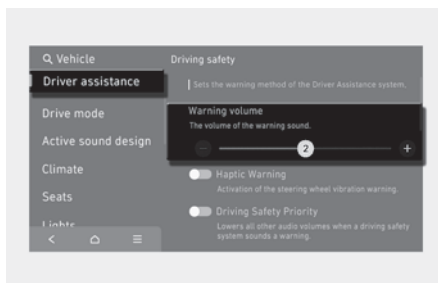 Vehicle
Driving safety
Driver assistance
Sets the warning method of the Driver Assistance system.
Drive mode
Warning volume
The volume of the warning sound.
Active sound design
2
Climate
Haptic Warning
Activation of the steering wheel vibration warning.
Seats
Driving Safety Priority
Lights
Lowers all other audio volumes when a driving safety
system sounds a warning.